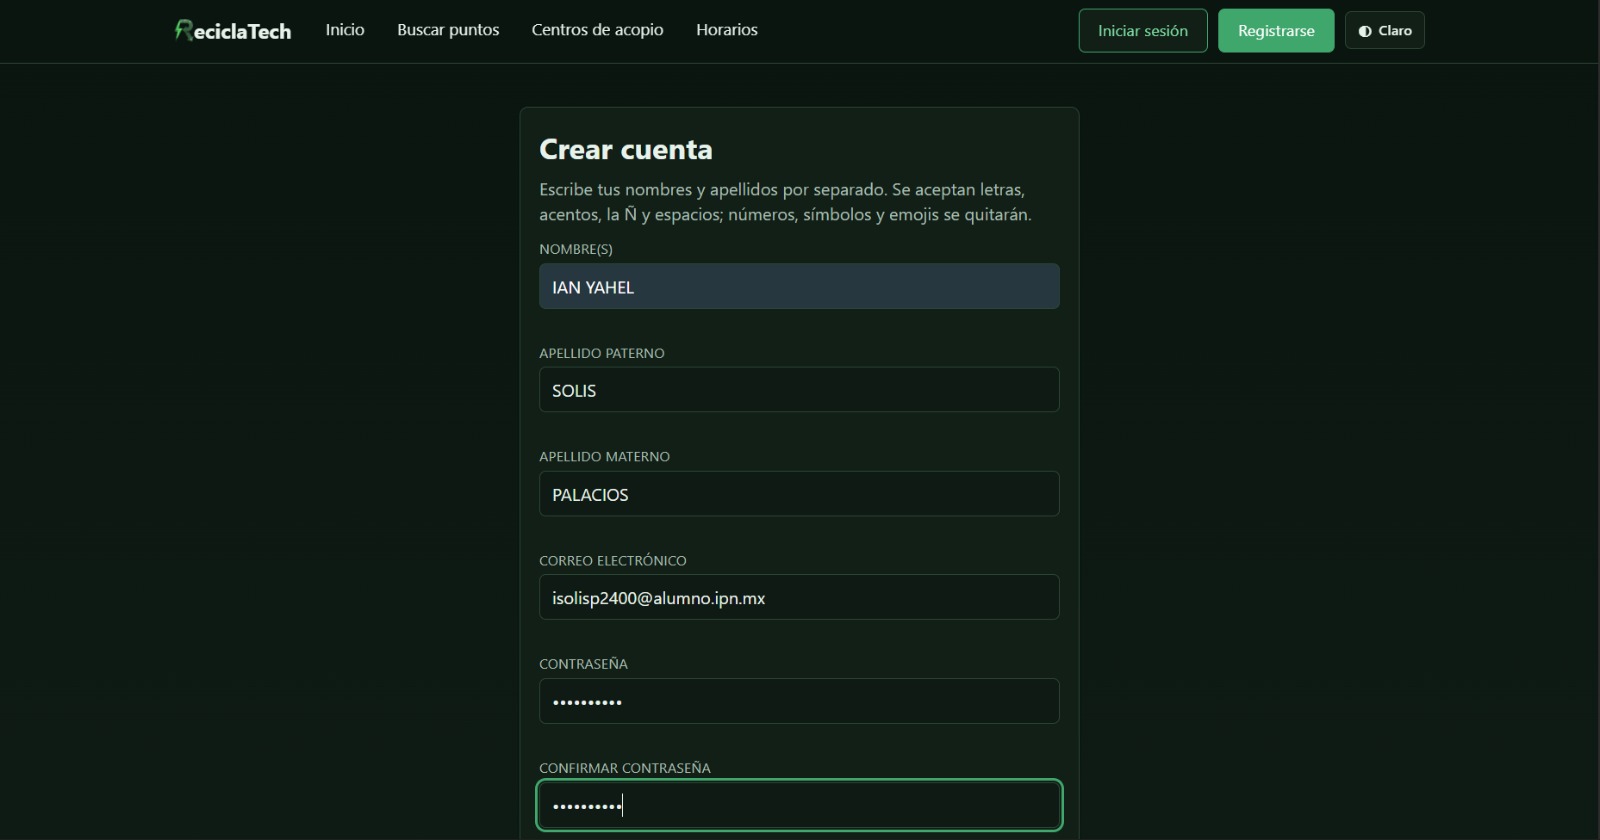 ReciclaTech Inicio Buscar puntos Centros de acopio Horarios Iniciar sesión Registrarse Claro
Crear cuenta
Escribe tus nombres y apellidos por separado. Se aceptan letras,
acentos, la Ñ y espacios; números, símbolos y emojis se quitarán.
NOMBRE(S)
IAN YAHEL
APELLIDO PATERNO
SOLIS
APELLIDO MATERNO
PALACIOS
CORREO ELECTRÓNICO
isolisp2400@alumno.ipn.mx
CONTRASEÑA
••••••••••
CONFIRMAR CONTRASEÑA
••••••••••